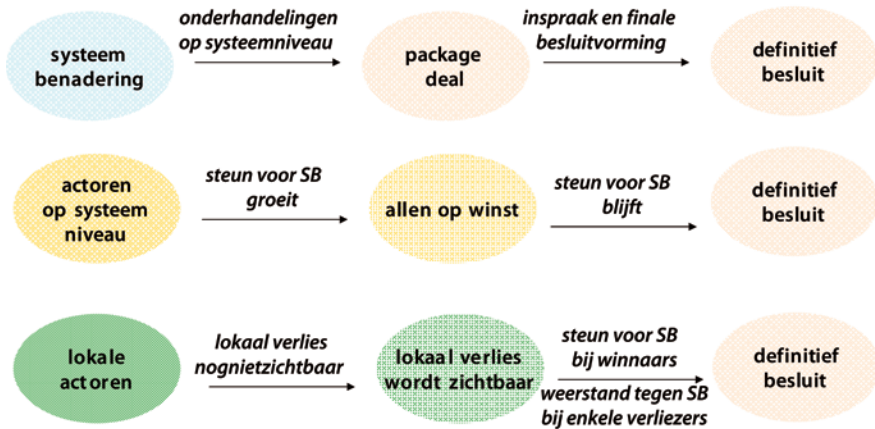 systeem
benadering
onderhandelingen
op systeemniveau
package
deal
inspraak en finale
besluitvorming
definitief
besluit
actoren
op systeem
niveau
steun voor SB
groeit
allen op winst
steun voor SB
blijft
definitief
besluit
lokale
actoren
lokaal verlies
nognietzichtbaar
lokaal verlies
wordt zichtbaar
steun voor SB
bij winnaars
weerstand tegen SB
bij enkele verliezers
definitief
besluit